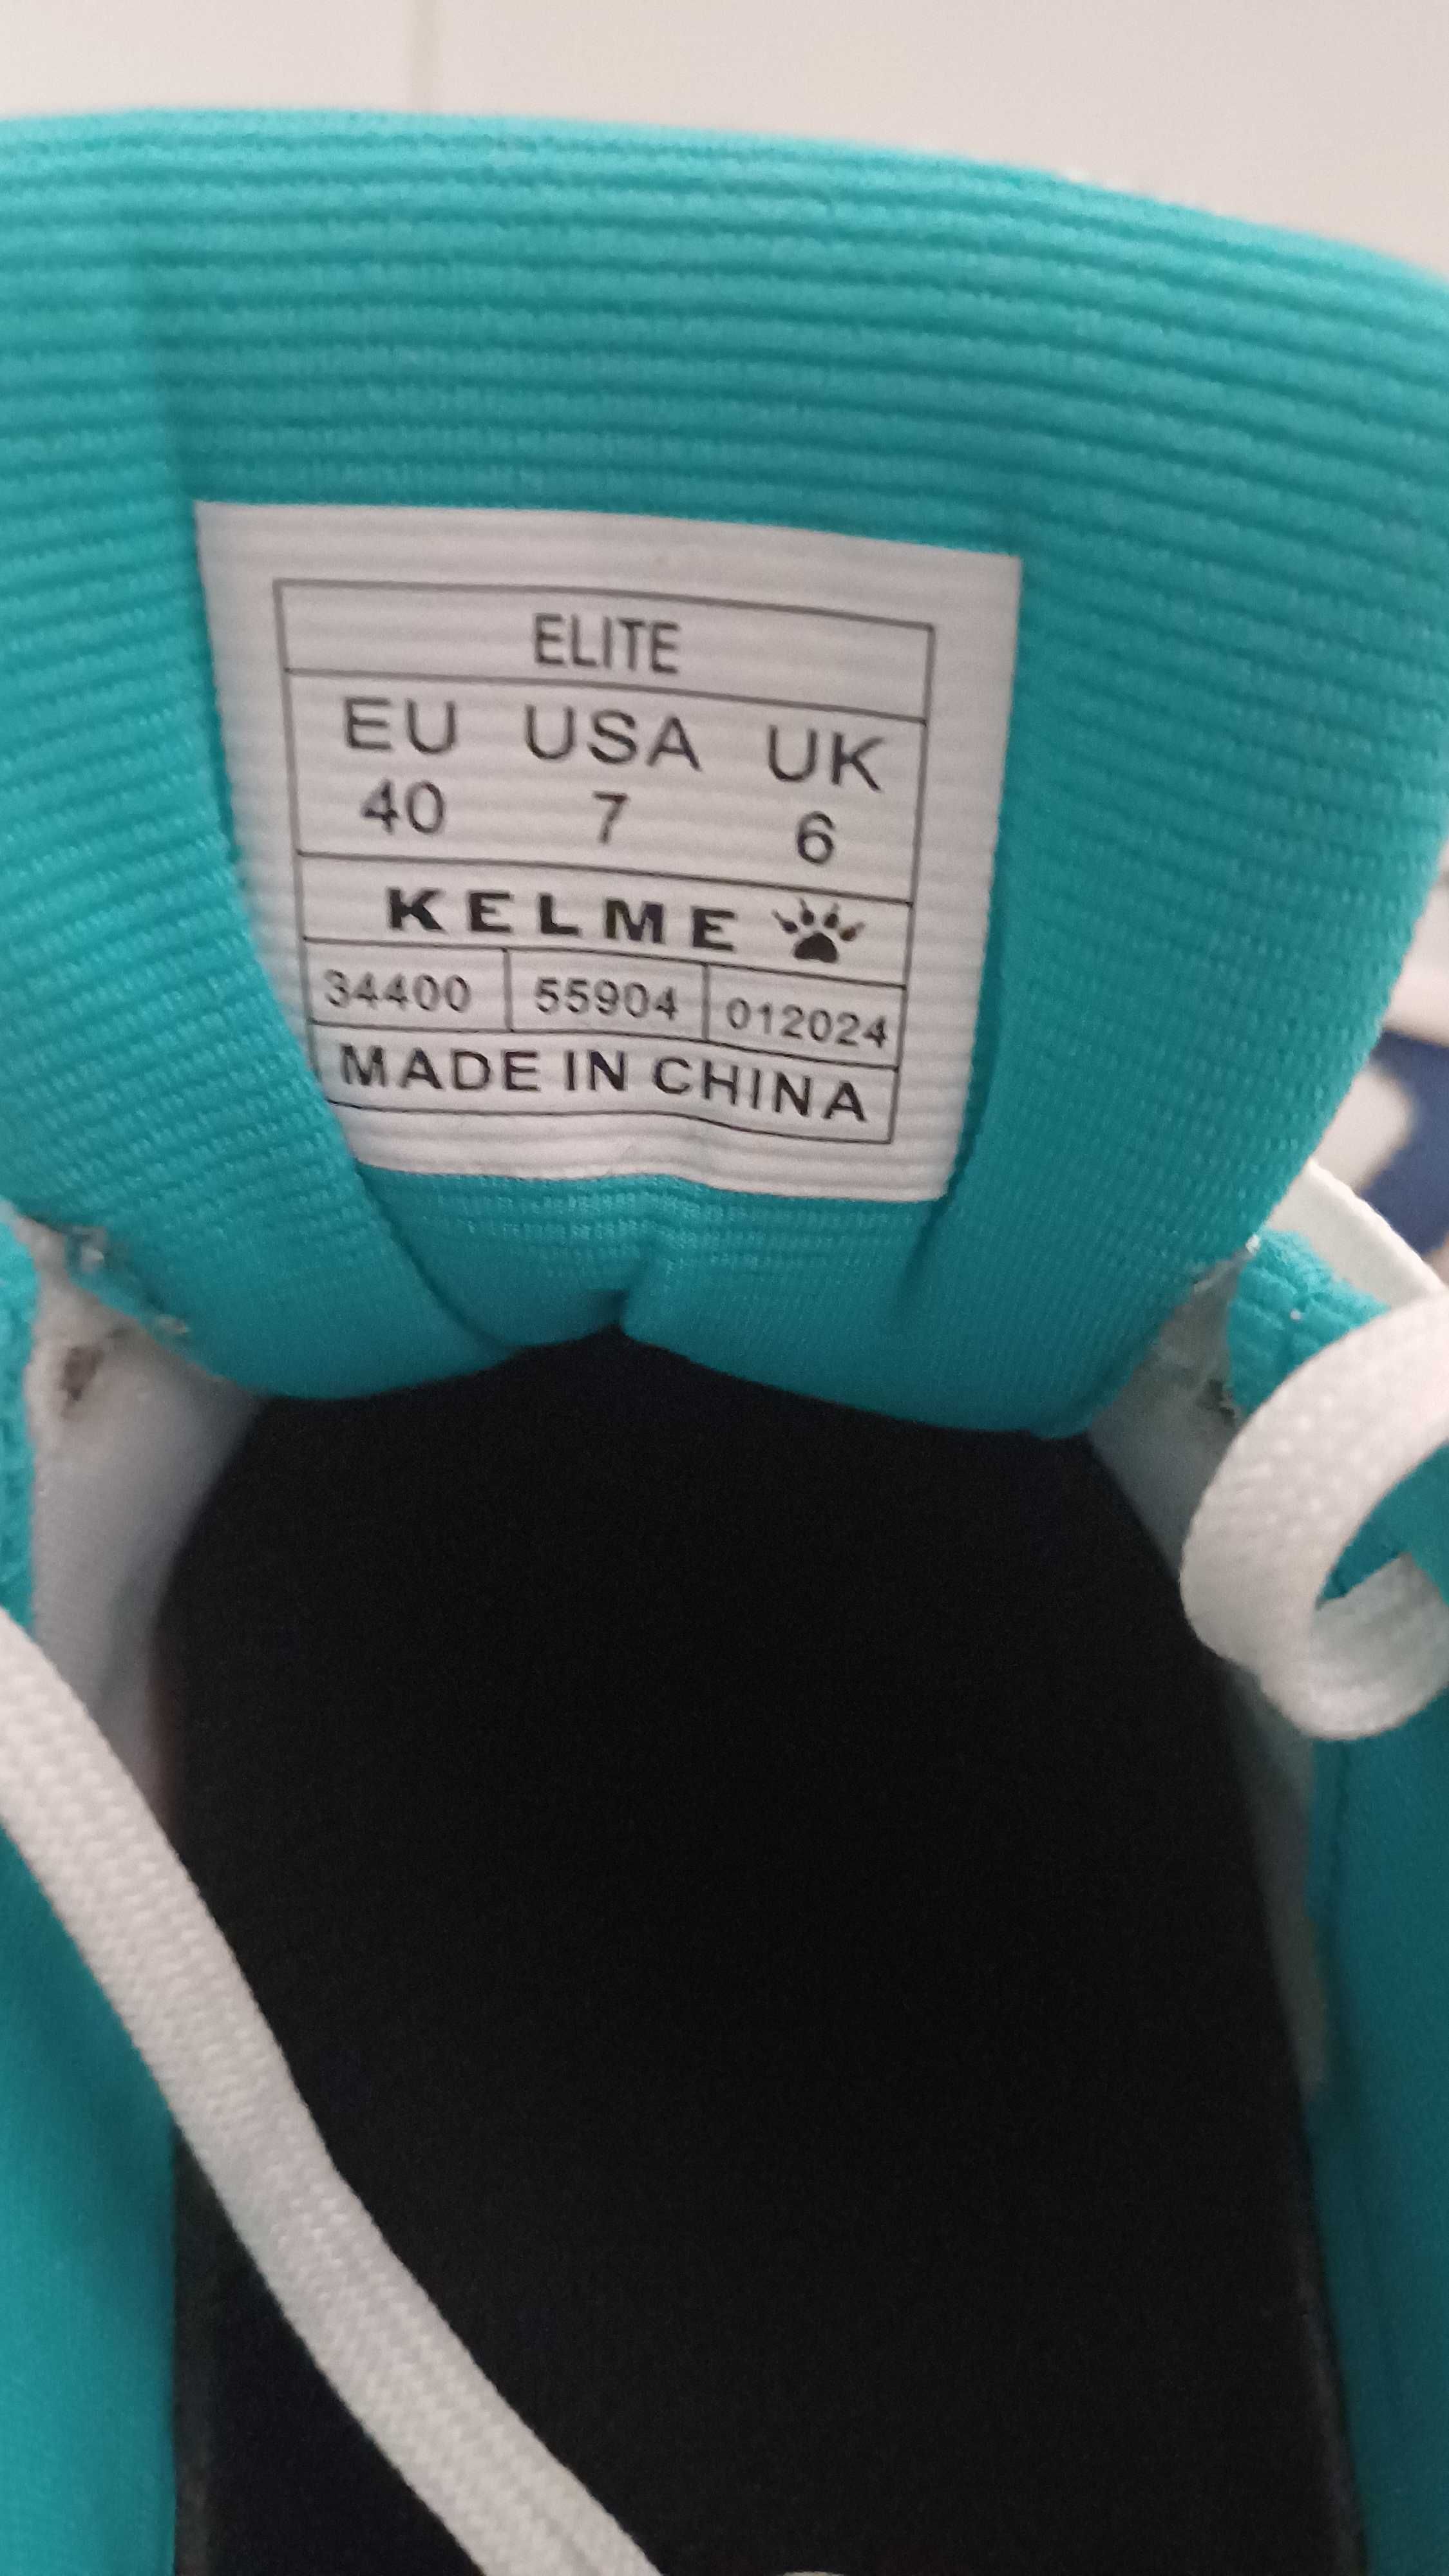 ELITE
EU USA UK
40 7 6
KELME
34400 55904 012024
MADE IN CHINA